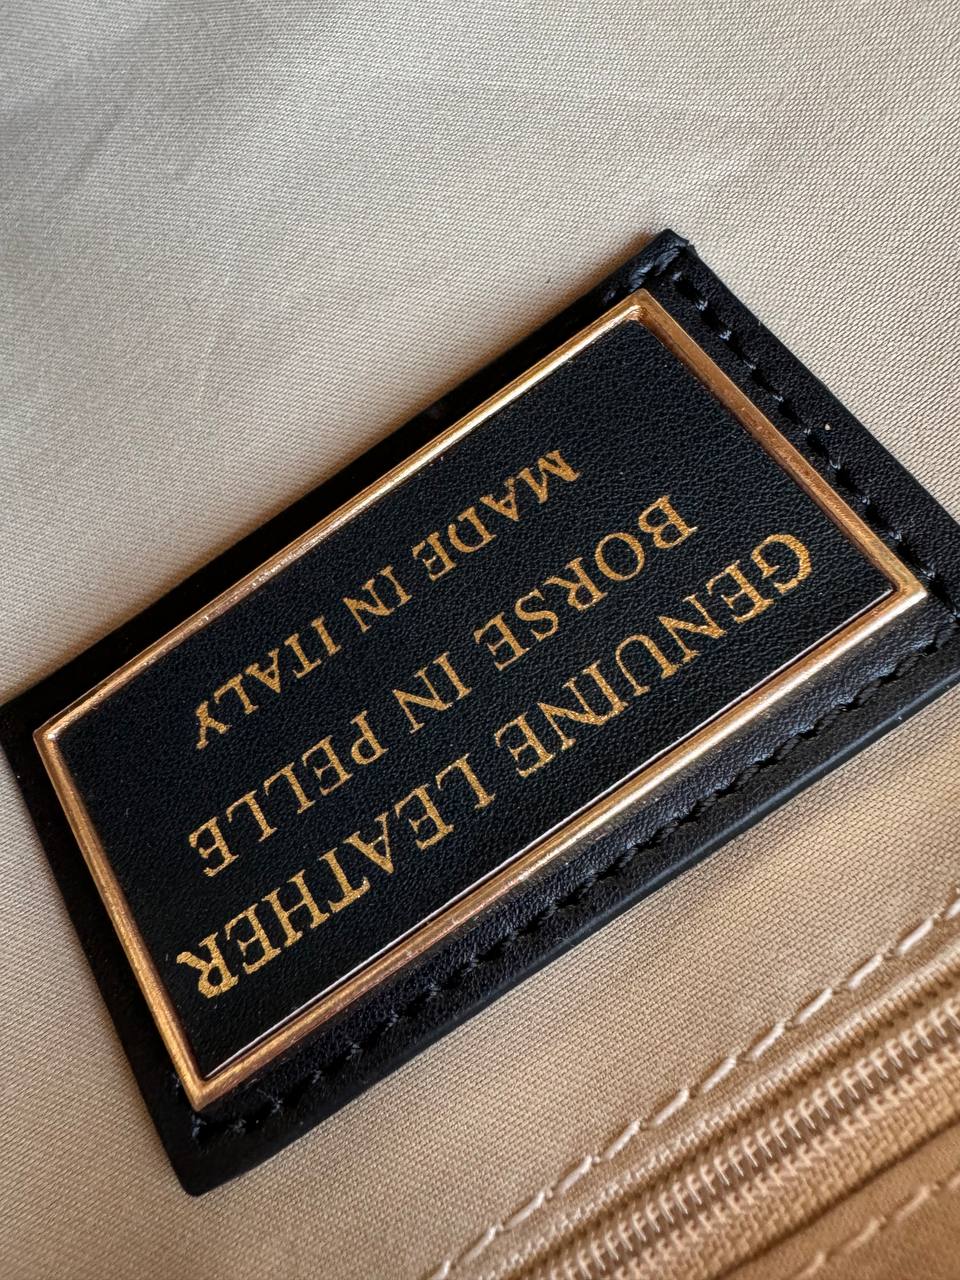 GENUINE LEATHER
BORSE IN PELLE
MADE IN ITALY